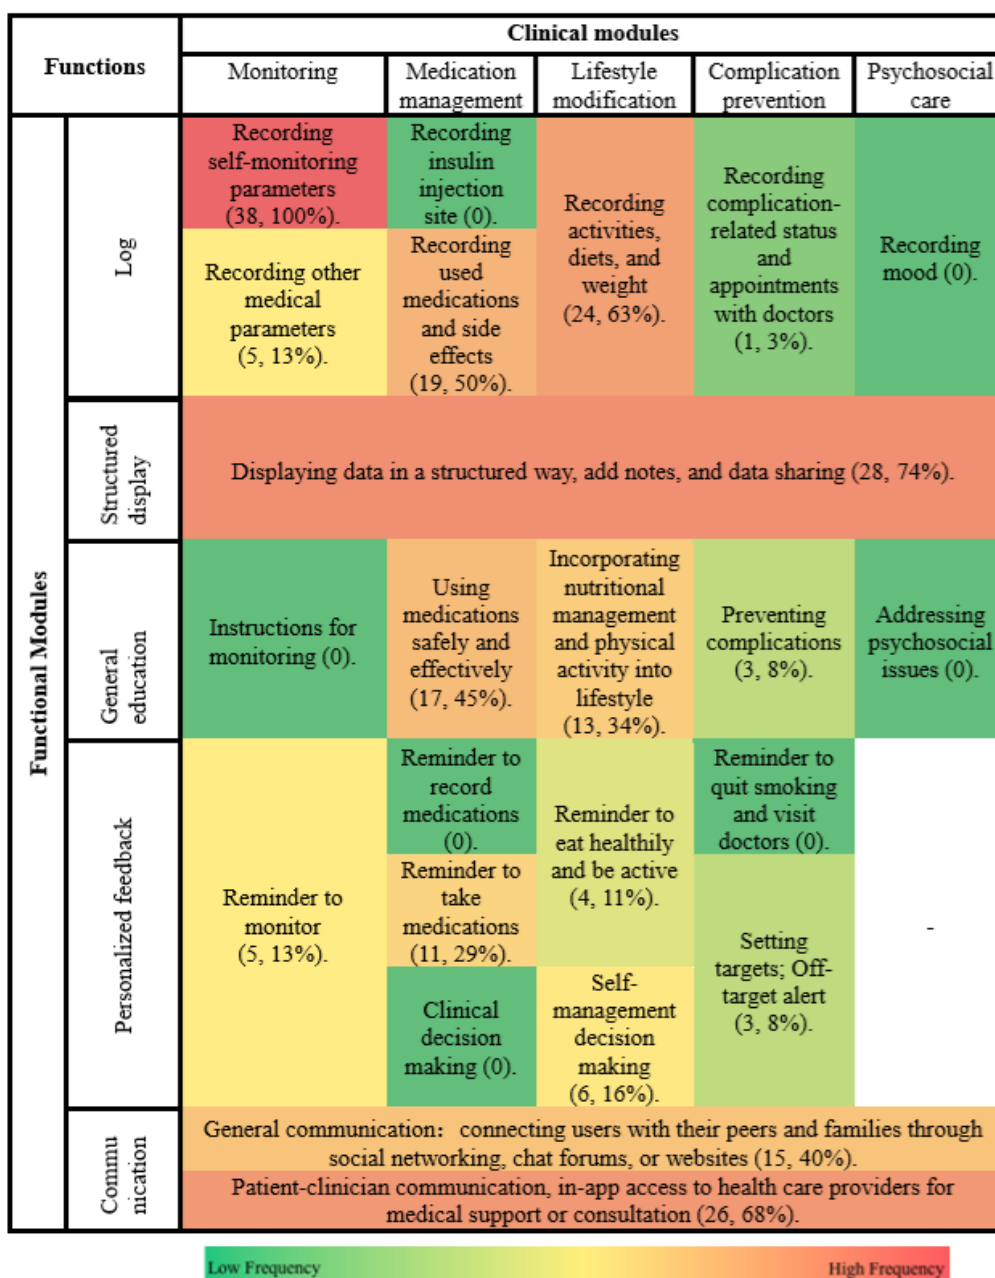 Clinical modules
Functions
Monitoring
Medication
management
Lifestyle
modification
Complication
prevention
Psychosocial
care
Functional Modules
Log
Recording
self-monitoring
parameters
(38, 100%).
Recording other
medical
parameters
(5, 13%).
Recording
insulin
injection
site (0).
Recording
used
medications
and side
effects
(19, 50%).
Recording
activities,
diets, and
weight
(24, 63%).
Recording
complication-
related status
and
appointments
with doctors
(1, 3%).
Recording
mood (0).
Structured
display
Displaying data in a structured way, add notes, and data sharing (28, 74%).
General
education
Instructions for
monitoring (0).
Using
medications
safely and
effectively
(17, 45%).
Incorporating
nutritional
management
and physical
activity into
lifestyle
(13, 34%).
Preventing
complications
(3, 8%).
Addressing
psychosocial
issues (0).
Personalized feedback
Reminder to
monitor
(5, 13%).
Reminder to
record
medications
(0).
Reminder to
take
medications
(11, 29%).
Clinical
decision
making (0).
Reminder to
eat healthily
and be active
(4, 11%).
Self-
management
decision
making
(6, 16%).
Reminder to
quit smoking
and visit
doctors (0).
Setting
targets; Off-
target alert
(3, 8%).
-
Commu
nication
General communication： connecting users with their peers and families through
social networking, chat forums, or websites (15, 40%).
Patient-clinician communication, in-app access to health care providers for
medical support or consultation (26, 68%).
Low Frequency
High Frequency